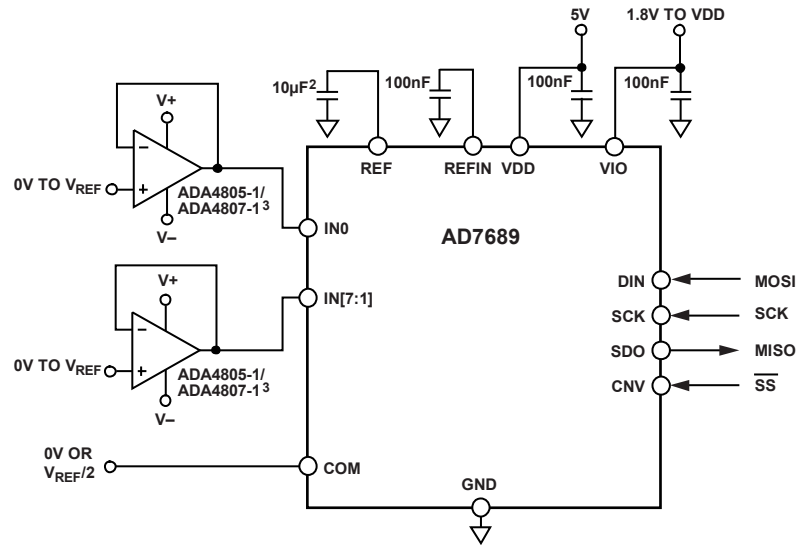 5V
1.8V TO VDD
10µF²
100nF
100nF
100nF
V+
–
+
0V TO VREF
ADA4805-1/
ADA4807-1³
V–
REF
REFIN
VDD
VIO
AD7689
IN0
V+
–
+
0V TO VREF
ADA4805-1/
ADA4807-1³
V–
IN[7:1]
DIN
MOSI
SCK
SCK
SDO
MISO
CNV
SS
0V OR
VREF/2
COM
GND